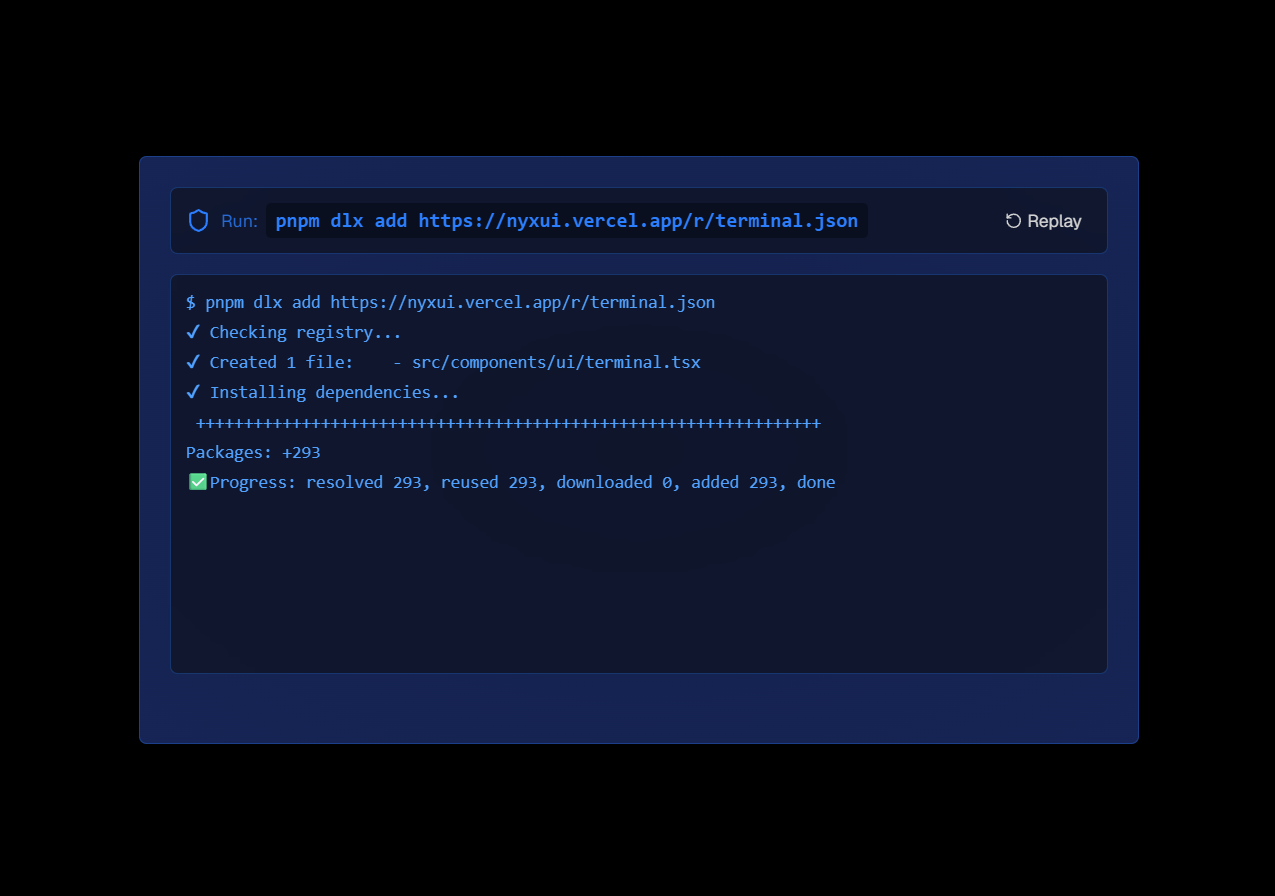 Run: pnpm dlx add https://nyxui.vercel.app/r/terminal.json
Replay
$ pnpm dlx add https://nyxui.vercel.app/r/terminal.json
✓ Checking registry...
✓ Created 1 file:    - src/components/ui/terminal.tsx
✓ Installing dependencies...
+++++++++++++++++++++++++++++++++++++++++++++++++++++++++++++++++
Packages: +293
✅Progress: resolved 293, reused 293, downloaded 0, added 293, done